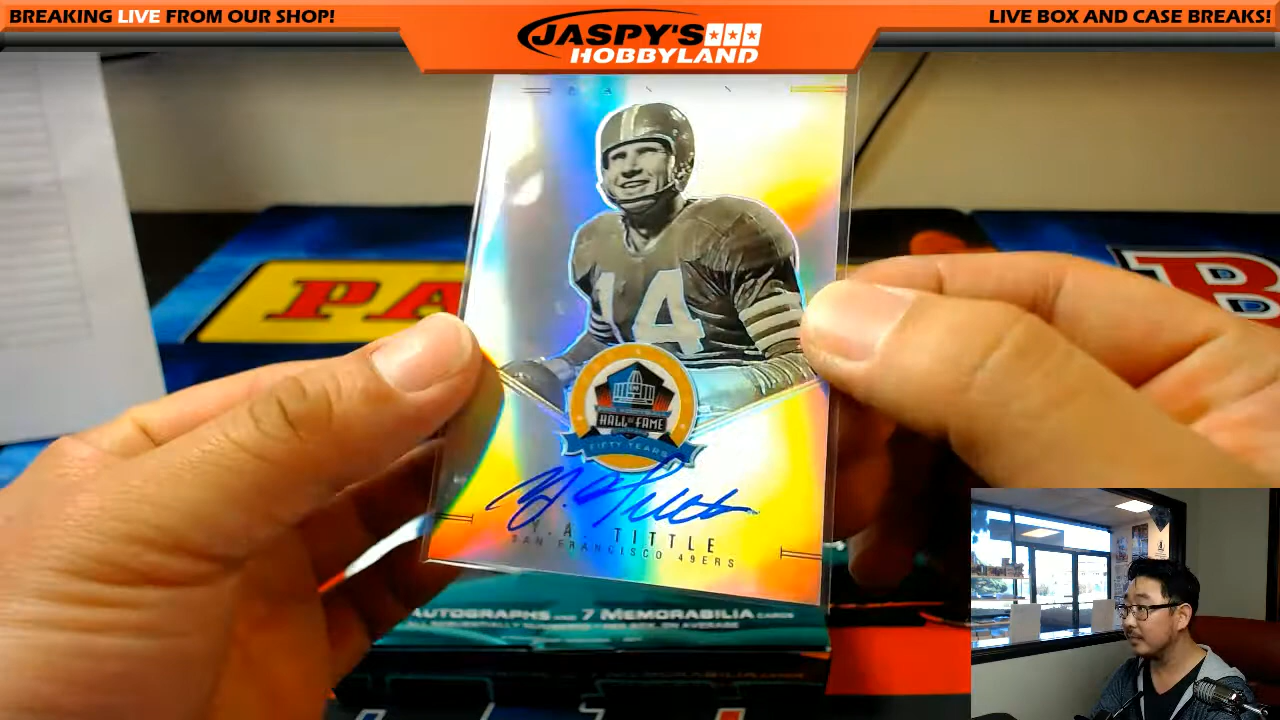 BREAKING LIVE FROM OUR SHOP!
JASPY'S
HOBBYLAND
LIVE BOX AND CASE BREAKS!
14
HALL OF FAME
FIFTY YEARS
Y. A. Tittle
Y. A. TITTLE
SAN FRANCISCO 49ERS
PA
B
AUTOGRAPHS AND 7 MEMORABILIA CARDS